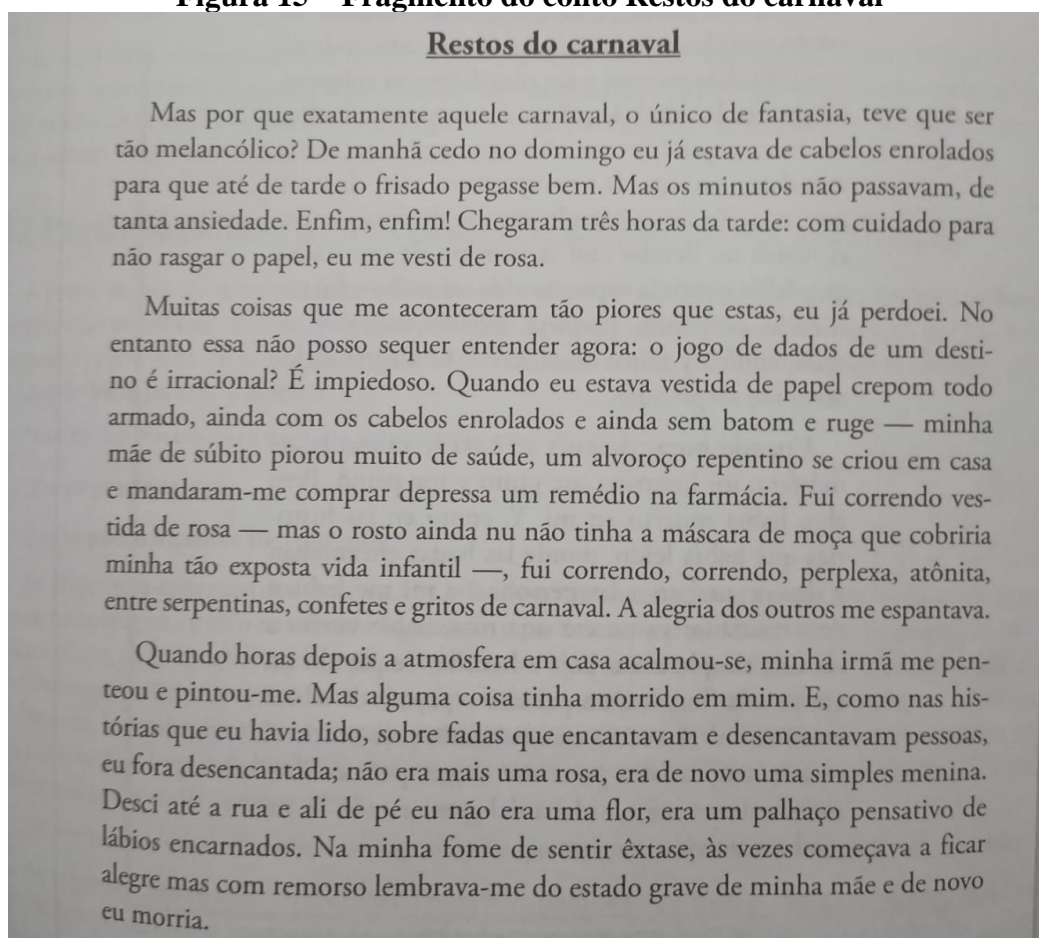 Figura 15 – Fragmento do conto Restos do carnaval
Restos do carnaval
Mas por que exatamente aquele carnaval, o único de fantasia, teve que ser
tão melancólico? De manhã cedo no domingo eu já estava de cabelos enrolados
para que até de tarde o frisado pegasse bem. Mas os minutos não passavam, de
tanta ansiedade. Enfim, enfim! Chegaram três horas da tarde: com cuidado para
não rasgar o papel, eu me vesti de rosa.
Muitas coisas que me aconteceram tão piores que estas, eu já perdoei. No
entanto essa não posso sequer entender agora: o jogo de dados de um desti-
no é irracional? É impiedoso. Quando eu estava vestida de papel crepom todo
armado, ainda com os cabelos enrolados e ainda sem batom e ruge — minha
mãe de súbito piorou muito de saúde, um alvoroço repentino se criou em casa
e mandaram-me comprar depressa um remédio na farmácia. Fui correndo ves-
tida de rosa — mas o rosto ainda nu não tinha a máscara de moça que cobriria
minha tão exposta vida infantil —, fui correndo, correndo, perplexa, atônita,
entre serpentinas, confetes e gritos de carnaval. A alegria dos outros me espantava.
Quando horas depois a atmosfera em casa acalmou-se, minha irmã me pen-
teou e pintou-me. Mas alguma coisa tinha morrido em mim. E, como nas his-
tórias que eu havia lido, sobre fadas que encantavam e desencantavam pessoas,
eu fora desencantada; não era mais uma rosa, era de novo uma simples menina.
Desci até a rua e ali de pé eu não era uma flor, era um palhaço pensativo de
lábios encarnados. Na minha fome de sentir êxtase, às vezes começava a ficar
alegre mas com remorso lembrava-me do estado grave de minha mãe e de novo
eu morria.